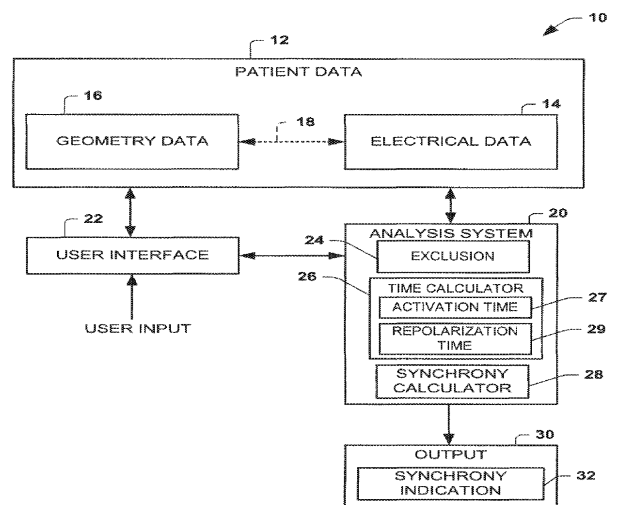 10
12
PATIENT DATA
16
GEOMETRY DATA
18
14
ELECTRICAL DATA
22
USER INTERFACE
USER INPUT
20
ANALYSIS SYSTEM
24
EXCLUSION
26
TIME CALCULATOR
ACTIVATION TIME
27
REPOLARIZATION
TIME
29
SYNCHRONY
CALCULATOR
28
30
OUTPUT
SYNCHRONY
INDICATION
32